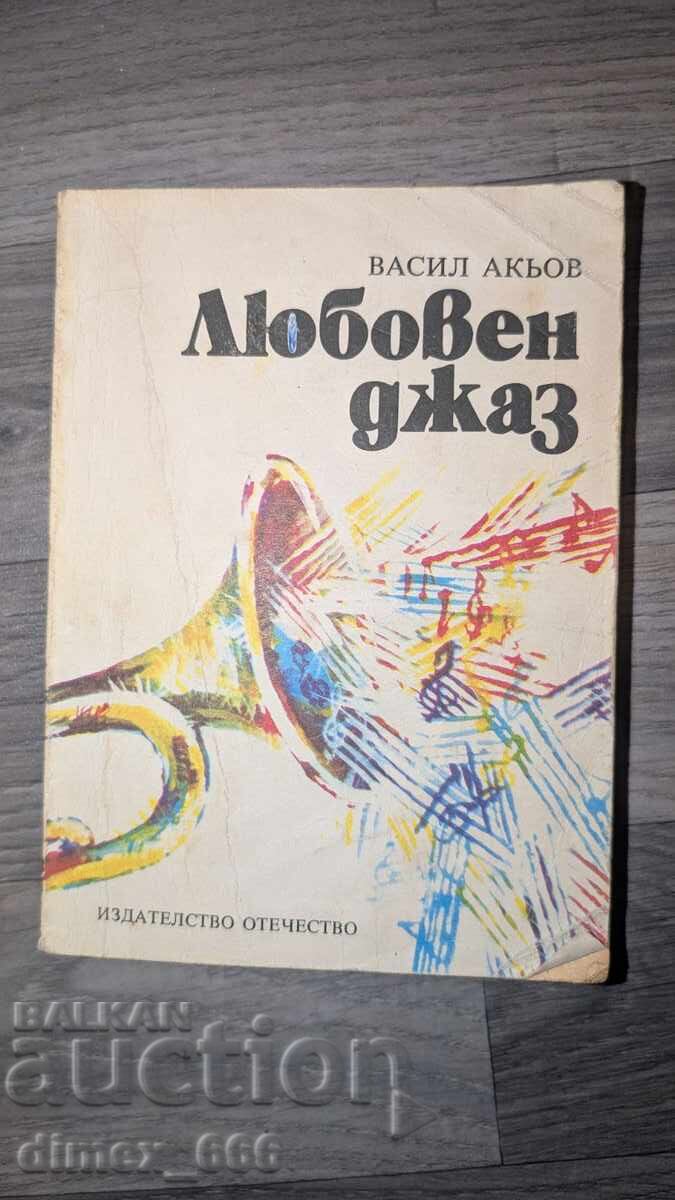 ВАСИЛ АКЬОВ
Любовен
джаз
ИЗДАТЕЛСТВО ОТЕЧЕСТВО
BALKAN
auction
dimex_666